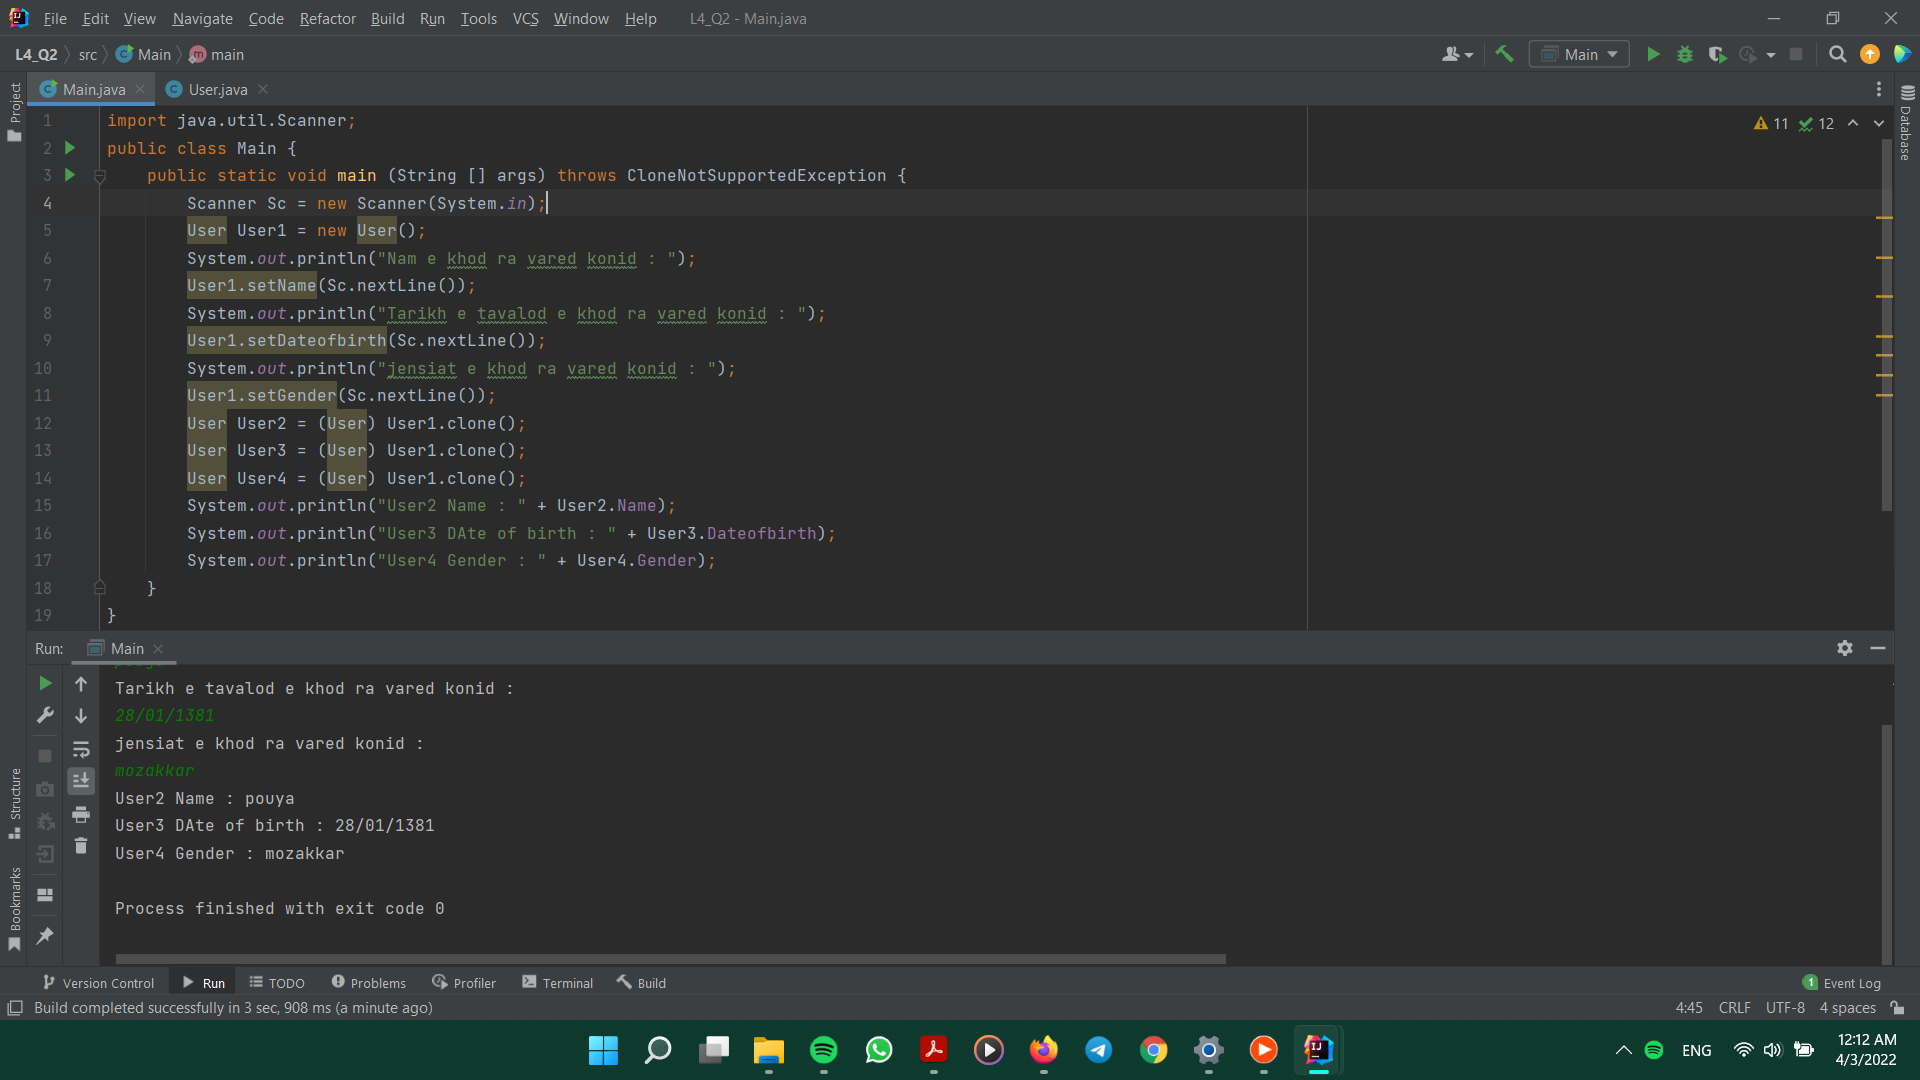 File Edit View Navigate Code Refactor Build Run Tools VCS Window Help L4_Q2 - Main.java
L4_Q2 src Main main Main
Project
Main.java User.java
Database
11 12
1 import java.util.Scanner;
2 public class Main {
3 public static void main (String [] args) throws CloneNotSupportedException {
4 Scanner Sc = new Scanner(System.in);
5 User User1 = new User();
6 System.out.println("Nam e khod ra vared konid : ");
7 User1.setName(Sc.nextLine());
8 System.out.println("Tarikh e tavalod e khod ra vared konid : ");
9 User1.setDateofbirth(Sc.nextLine());
10 System.out.println("jensiat e khod ra vared konid : ");
11 User1.setGender(Sc.nextLine());
12 User User2 = (User) User1.clone();
13 User User3 = (User) User1.clone();
14 User User4 = (User) User1.clone();
15 System.out.println("User2 Name : " + User2.Name);
16 System.out.println("User3 DAte of birth : " + User3.Dateofbirth);
17 System.out.println("User4 Gender : " + User4.Gender);
18 }
19 }
Run: Main
Tarikh e tavalod e khod ra vared konid :
28/01/1381
jensiat e khod ra vared konid :
mozakkar
User2 Name : pouya
User3 DAte of birth : 28/01/1381
User4 Gender : mozakkar
Process finished with exit code 0
Structure
Bookmarks
Version Control Run TODO Problems Profiler Terminal Build 1 Event Log
Build completed successfully in 3 sec, 908 ms (a minute ago) 4:45 CRLF UTF-8 4 spaces
ENG 12:12 AM
4/3/2022